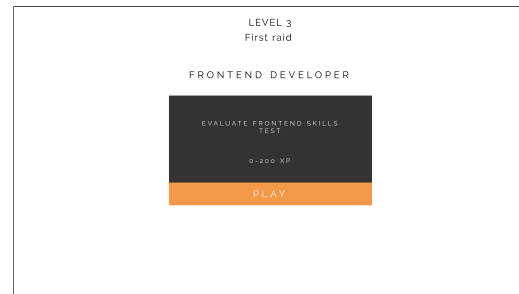 LEVEL 3
First raid
FRONTEND DEVELOPER
EVALUATE FRONTEND SKILLS
TEST
0-200 XP
PLAY